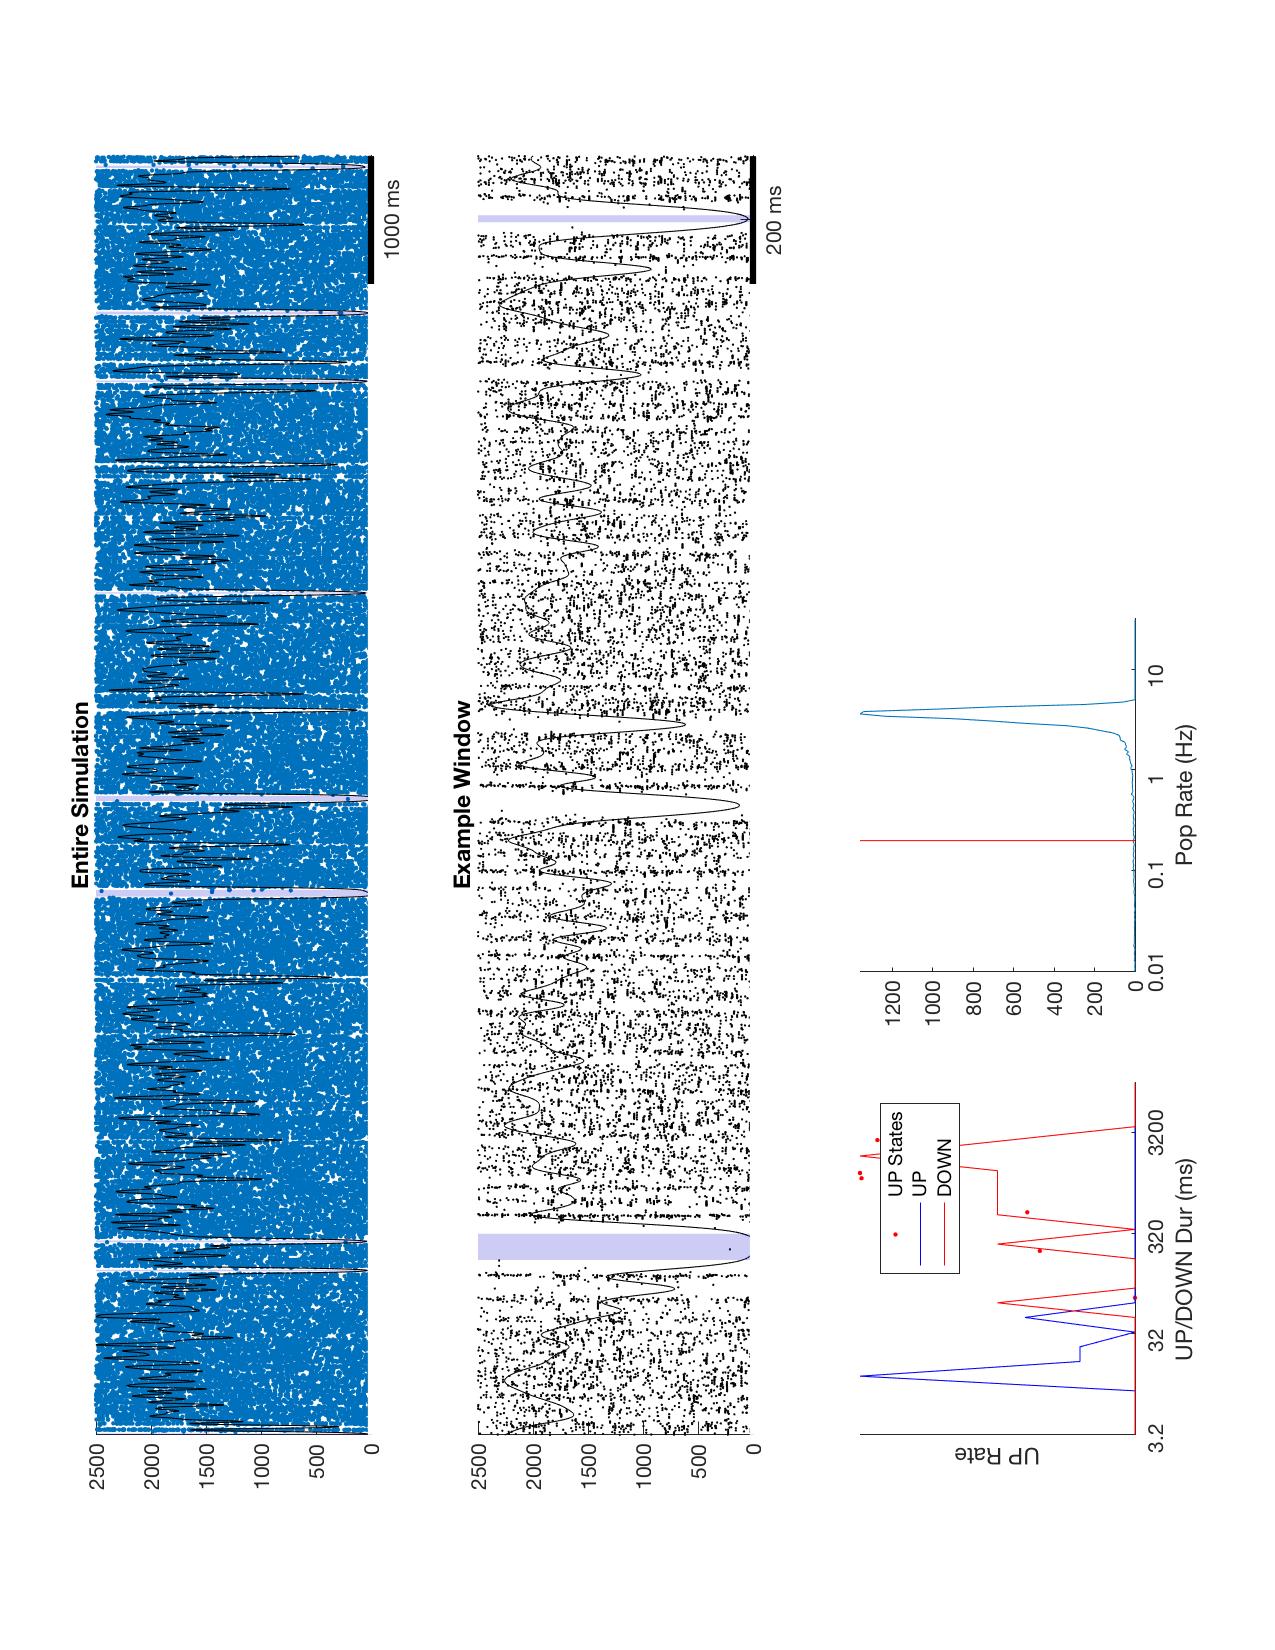 Entire Simulation
2500
2000
1500
1000
500
0
1000 ms
Example Window
2500
2000
1500
1000
500
0
200 ms
UP Rate
UP States
UP
DOWN
3.2 32 320 3200
UP/DOWN Dur (ms)
1200
1000
800
600
400
200
0
0.01 0.1 1 10
Pop Rate (Hz)